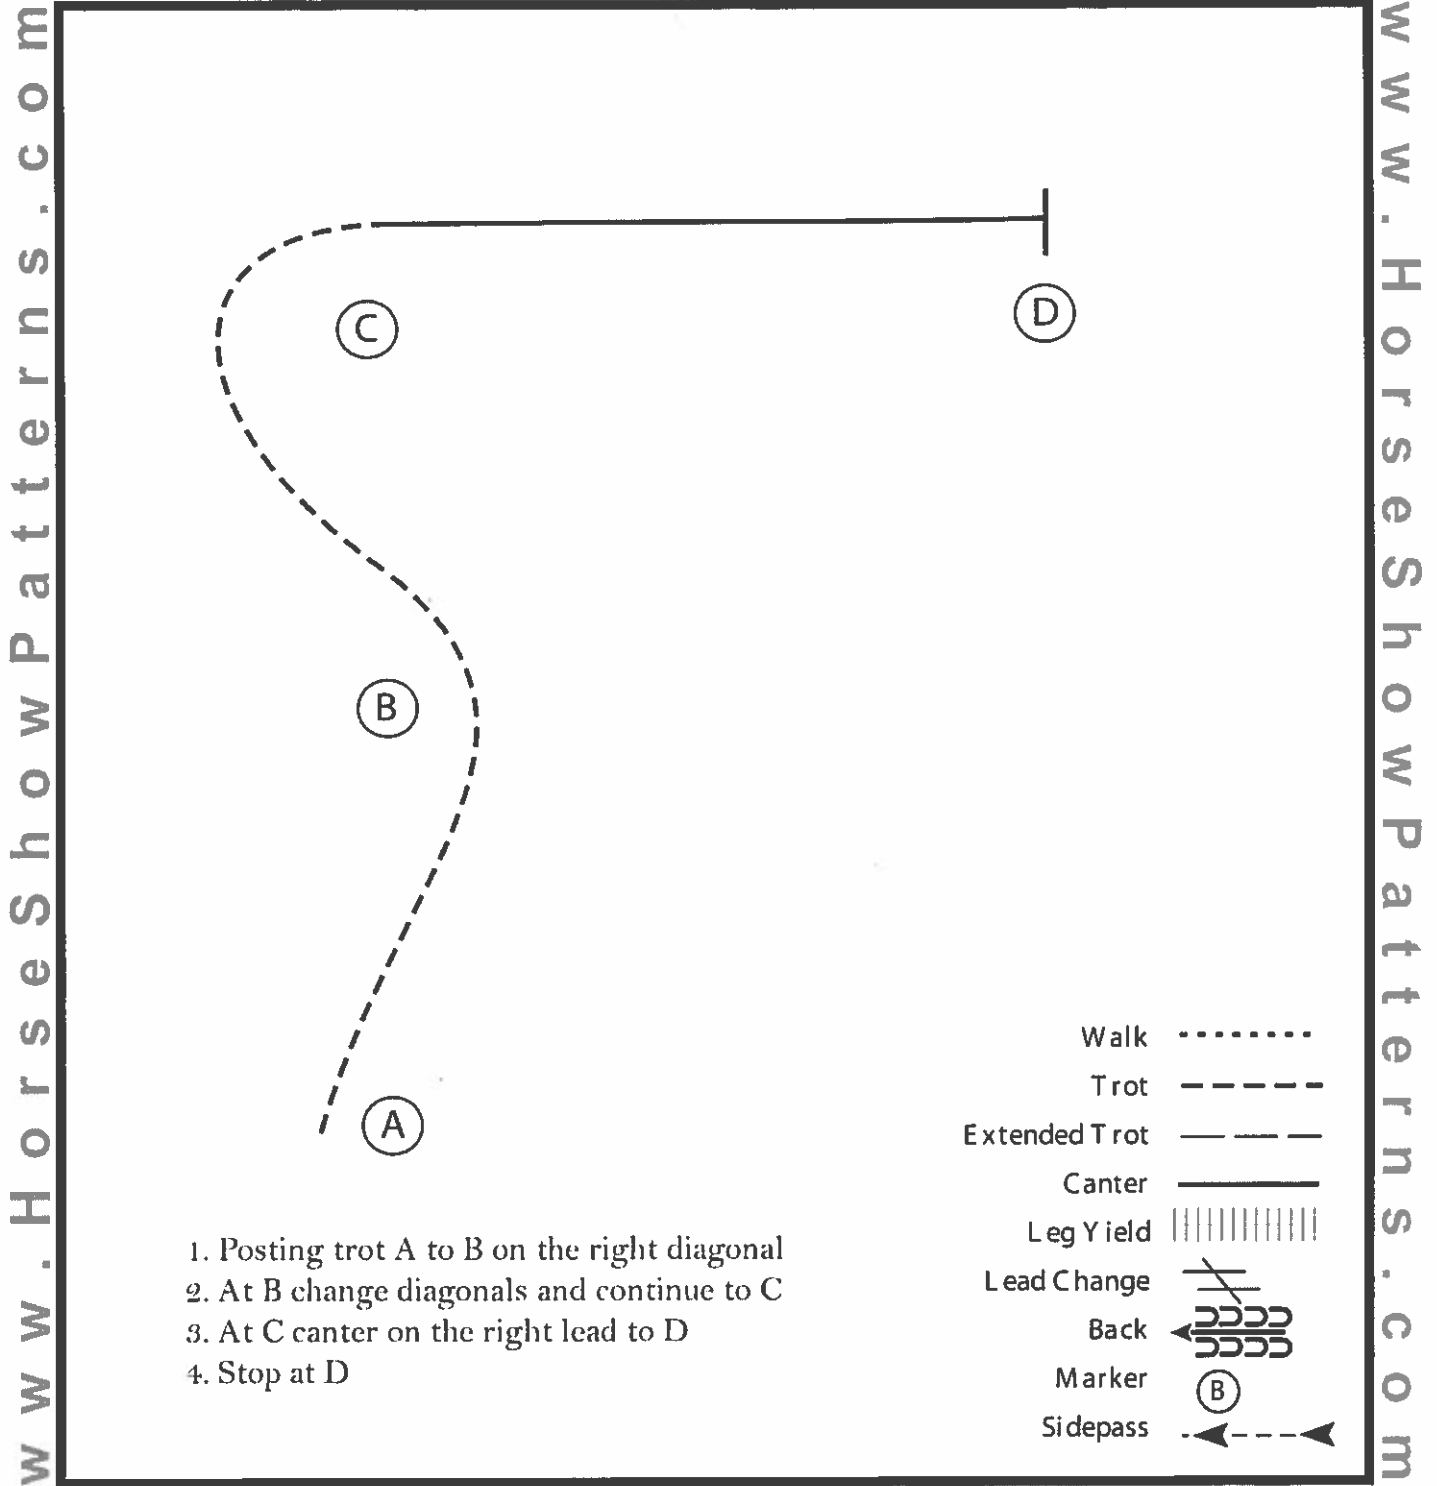 www.HorseShowPatterns.com
www.HorseShowPatterns.com
C
D
B
A
Walk
Trot
Extended Trot
Canter
Leg Yield
Lead Change
Back
Marker B
Sidepass
1. Posting trot A to B on the right diagonal
2. At B change diagonals and continue to C
3. At C canter on the right lead to D
4. Stop at D